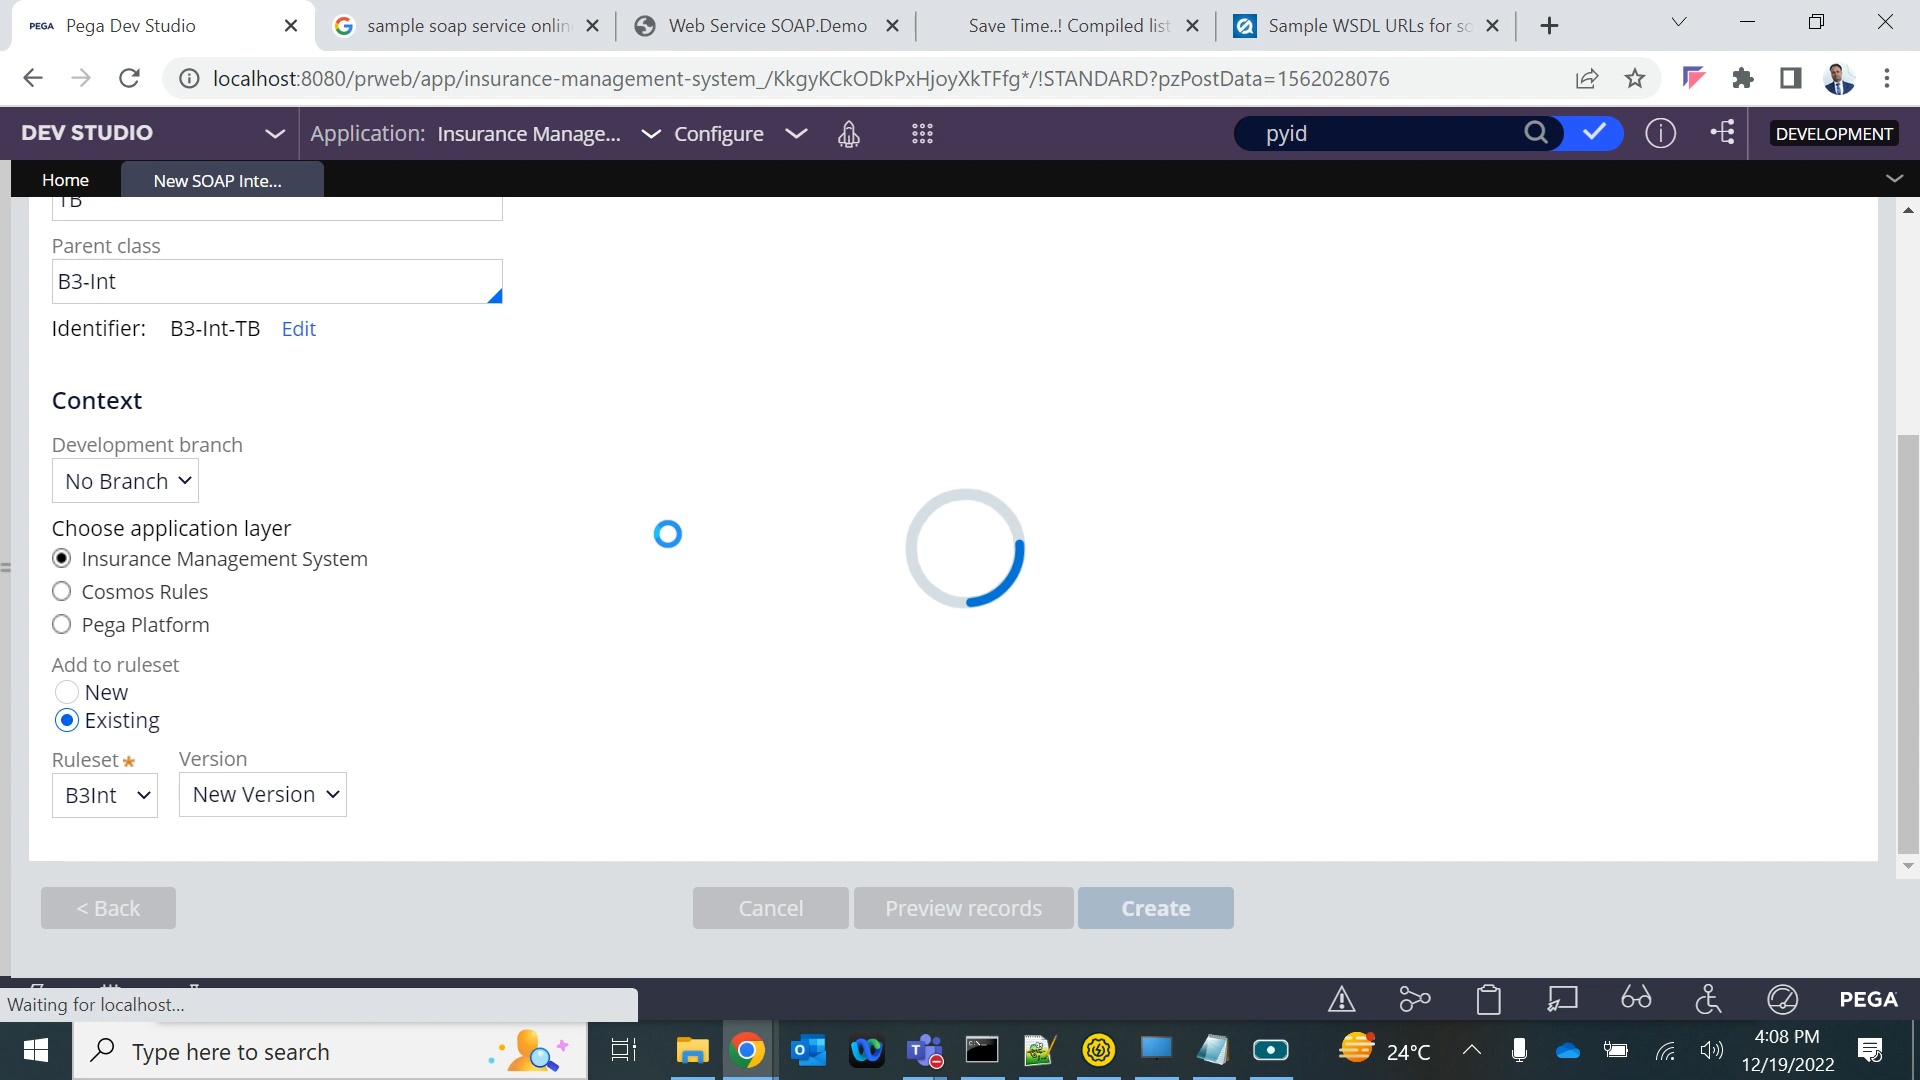 PEGA Pega Dev Studio
sample soap service onlin
Web Service SOAP.Demo
Save Time..! Compiled list
Sample WSDL URLs for so
localhost:8080/prweb/app/insurance-management-system_/KkgyKCkODkPxHjoyXkTFfg*/!STANDARD?pzPostData=1562028076
DEV STUDIO
Application: Insurance Manage...
Configure
pyid
DEVELOPMENT
Home
New SOAP Inte...
TB
Parent class
B3-Int
Identifier: B3-Int-TB Edit
Context
Development branch
No Branch
Choose application layer
Insurance Management System
Cosmos Rules
Pega Platform
Add to ruleset
New
Existing
Ruleset Version
B3Int New Version
< Back
Cancel
Preview records
Create
PEGA
Waiting for localhost...
Type here to search
24°C
4:08 PM
12/19/2022